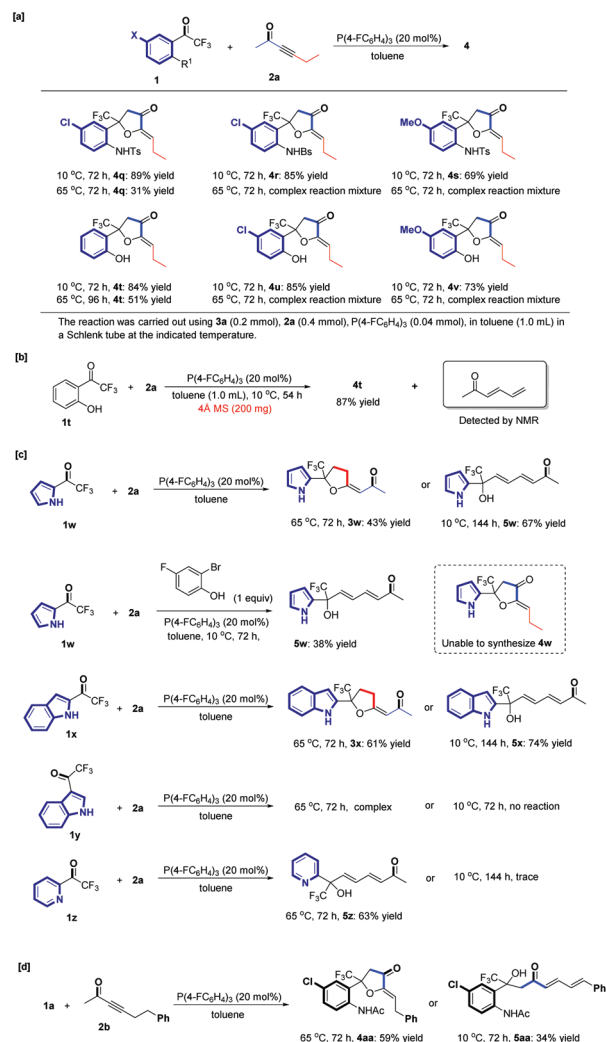 [a]
X
O
CF3
R1
1
+
O
2a
P(4-FC6H4)3 (20 mol%)
toluene
4
Cl
F3C
O
O
NHTs
Cl
F3C
O
O
NHBs
MeO
F3C
O
O
NHTs
10 °C, 72 h, 4q: 89% yield
65 °C, 72 h, 4q: 31% yield
10 °C, 72 h, 4r: 85% yield
65 °C, 72 h, complex reaction mixture
10 °C, 72 h, 4s: 69% yield
65 °C, 72 h, complex reaction mixture
F3C
O
O
OH
Cl
F3C
O
O
OH
MeO
F3C
O
O
OH
10 °C, 72 h, 4t: 84% yield
65 °C, 96 h, 4t: 51% yield
10 °C, 72 h, 4u: 85% yield
65 °C, 72 h, complex reaction mixture
10 °C, 72 h, 4v: 73% yield
65 °C, 72 h, complex reaction mixture
The reaction was carried out using 3a (0.2 mmol), 2a (0.4 mmol), P(4-FC6H4)3 (0.04 mmol), in toluene (1.0 mL) in
a Schlenk tube at the indicated temperature.
[b]
O
CF3
OH
1t
+ 2a
P(4-FC6H4)3 (20 mol%)
toluene (1.0 mL), 10 °C, 54 h
4Å MS (200 mg)
4t
87% yield
+
O
Detected by NMR
[c]
O
CF3
NH
1w
+ 2a
P(4-FC6H4)3 (20 mol%)
toluene
F3C
O
O
NH
65 °C, 72 h, 3w: 43% yield
or
F3C
OH
O
NH
10 °C, 144 h, 5w: 67% yield
O
CF3
NH
1w
+ 2a
F
Br
OH
(1 equiv)
P(4-FC6H4)3 (20 mol%)
toluene, 10 °C, 72 h,
F3C
OH
O
NH
5w: 38% yield
F3C
O
O
NH
Unable to synthesize 4w
O
CF3
NH
1x
+ 2a
P(4-FC6H4)3 (20 mol%)
toluene
F3C
O
O
NH
65 °C, 72 h, 3x: 61% yield
or
F3C
OH
O
NH
10 °C, 144 h, 5x: 74% yield
O
CF3
NH
1y
+ 2a
P(4-FC6H4)3 (20 mol%)
toluene
65 °C, 72 h, complex
or
10 °C, 72 h, no reaction
O
CF3
N
1z
+ 2a
P(4-FC6H4)3 (20 mol%)
toluene
N
F3C
OH
O
65 °C, 72 h, 5z: 63% yield
or
10 °C, 144 h, trace
[d]
1a +
O
Ph
2b
P(4-FC6H4)3 (20 mol%)
toluene
Cl
F3C
O
O
NHAc
Ph
65 °C, 72 h, 4aa: 59% yield
or
Cl
F3C
OH
O
NHAc
Ph
10 °C, 72 h, 5aa: 34% yield